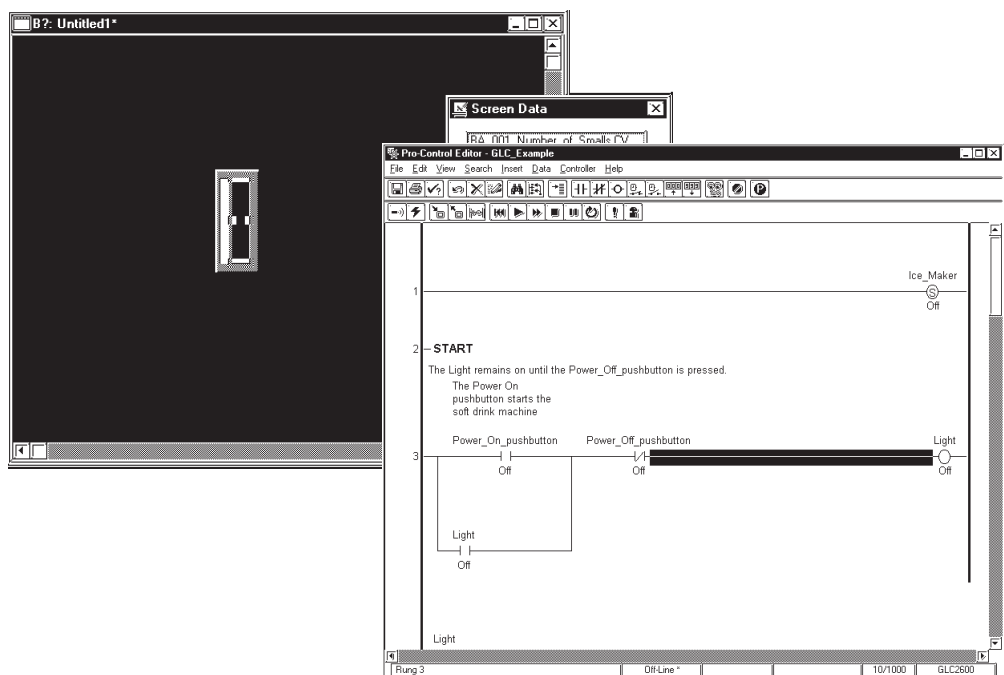 B?: Untitled1*
Screen Data
BA_001_Number_of_Smalls.CV
Pro-Control Editor - GLC_Example
File Edit View Search Insert Data Controller Help
Ice_Maker
1
S
Off
2 START
The Light remains on until the Power_Off_pushbutton is pressed.
The Power On
pushbutton starts the
soft drink machine
Power_On_pushbutton Power_Off_pushbutton Light
3
Off Off Off
Light
Off
Light
Rung 3 Off-Line * 10/1000 GLC2600